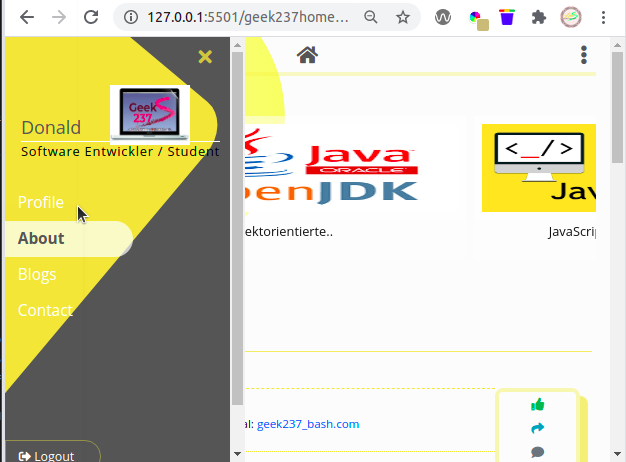 127.0.0.1:5501/geek237home...
Geek S
237
Donald
Software Entwickler / Student
Profile
About
Blogs
Contact
Logout
Java
ORACLE
penJDK
ektorientierte..
< _ />
Jav
JavaScrip
al: geek237_bash.com